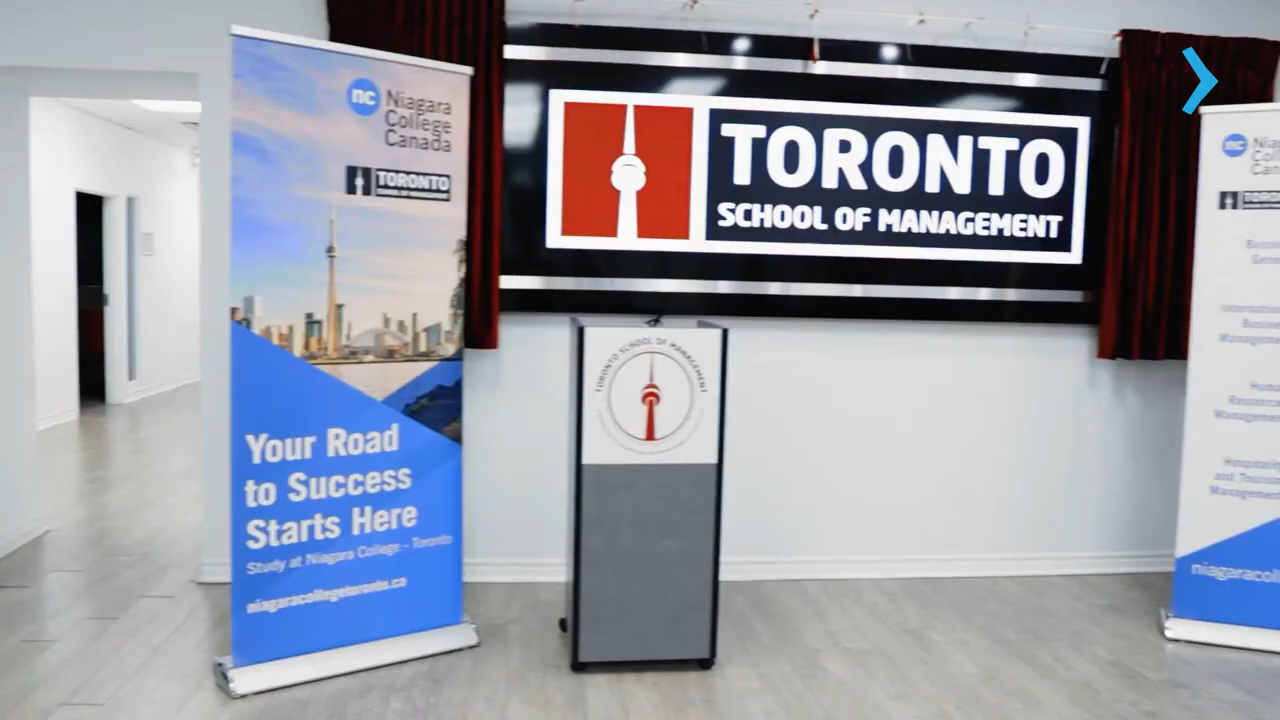 nc Niagara
College
Canada
TORONTO
SCHOOL OF MANAGEMENT
Your Road
to Success
Starts Here
Study at Niagara College – Toronto
niagaracollegetoronto.ca
TORONTO
SCHOOL OF MANAGEMENT
TORONTO SCHOOL OF MANAGEMENT
nc